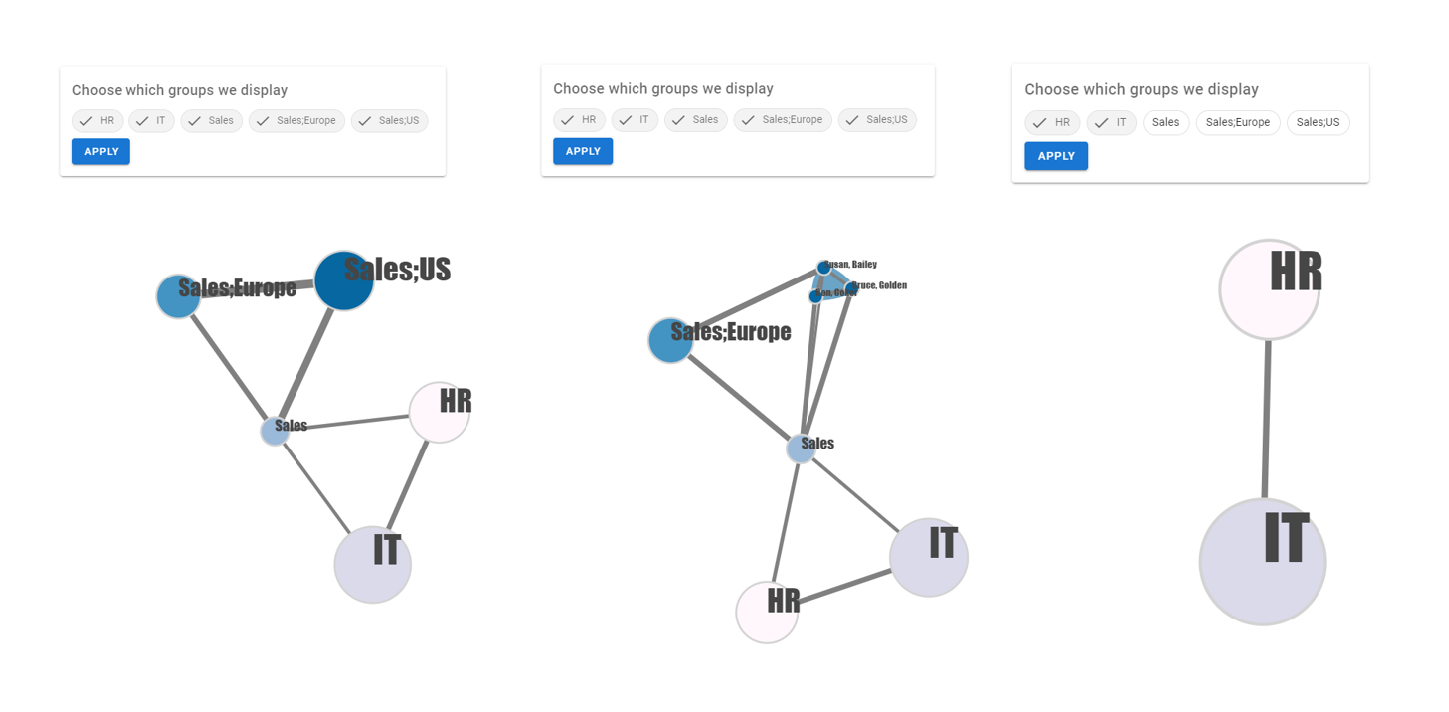 Choose which groups we display
HR IT Sales Sales;Europe Sales;US
APPLY
Sales;US
Sales;Europe
HR
Sales
IT
Choose which groups we display
HR IT Sales Sales;Europe Sales;US
APPLY
Susan, Bailey
Bruce, Golden
Sales;Europe
Sales
IT
HR
Choose which groups we display
HR IT Sales Sales;Europe Sales;US
APPLY
HR
IT